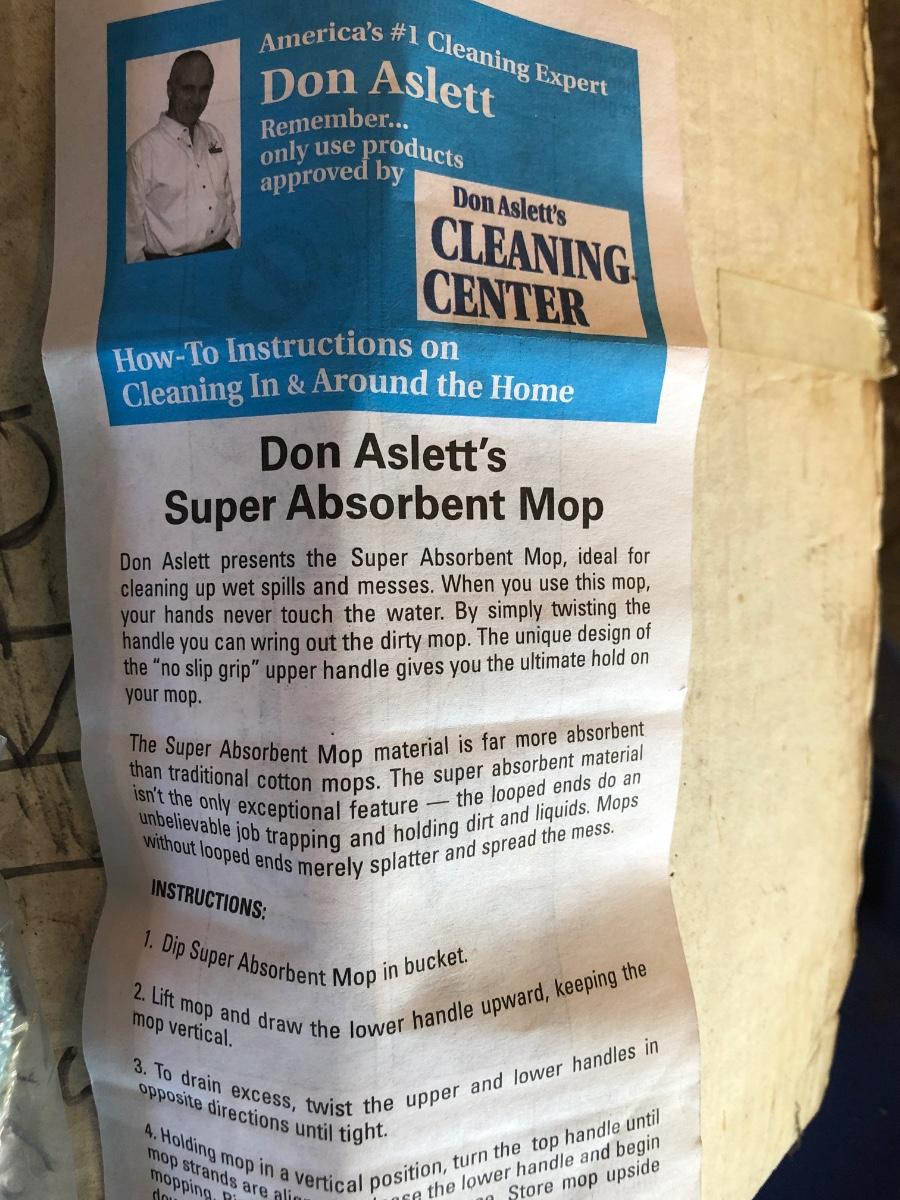 America's #1 Cleaning Expert
Don Aslett
Remember...
only use products
approved by
Don Aslett's
CLEANING
CENTER
How-To Instructions on
Cleaning In & Around the Home
Don Aslett's
Super Absorbent Mop
Don Aslett presents the Super Absorbent Mop, ideal for
cleaning up wet spills and messes. When you use this mop,
your hands never touch the water. By simply twisting the
handle you can wring out the dirty mop. The unique design of
the “no slip grip” upper handle gives you the ultimate hold on
your mop.
The Super Absorbent Mop material is far more absorbent
than traditional cotton mops. The super absorbent material
isn't the only exceptional feature — the looped ends do an
unbelievable job trapping and holding dirt and liquids. Mops
without looped ends merely splatter and spread the mess.
INSTRUCTIONS:
1. Dip Super Absorbent Mop in bucket.
2. Lift mop and draw the lower handle upward, keeping the
mop vertical.
3. To drain excess, twist the upper and lower handles in
opposite directions until tight.
4. Holding mop in a vertical position, turn the top handle until
mop strands are the lower handle and begin
mopping. Store mop upside